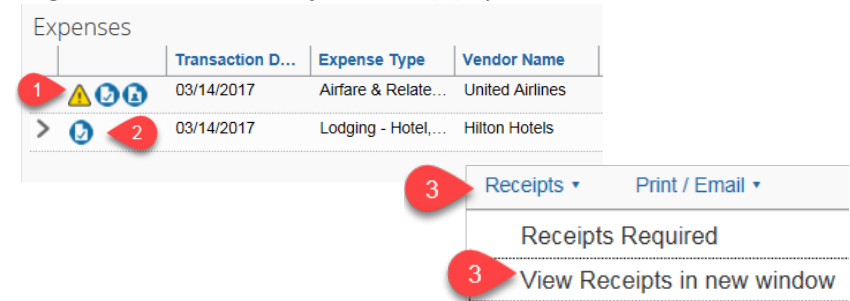 Expenses
Transaction D... Expense Type Vendor Name
1 03/14/2017 Airfare & Relate... United Airlines
2 03/14/2017 Lodging - Hotel,... Hilton Hotels
3 Receipts Print / Email
Receipts Required
3 View Receipts in new window